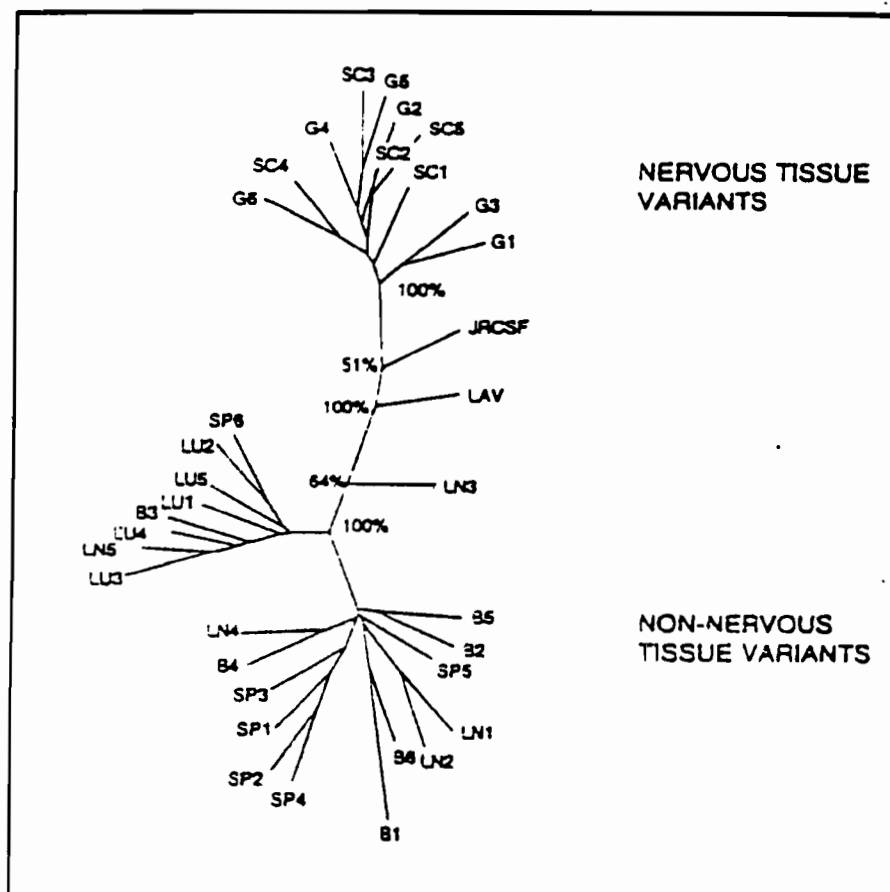 SC3
G5
G2
G4
SC5
SC2
SC4
SC1
G6
G3
G1
NERVOUS TISSUE
VARIANTS
100%
JRCSF
51%
LAV
100%
SP6
LU2
64%
LN3
LU5
LU1
B3
100%
LU4
LN5
LU3
B5
LN4
B2
B4
SP5
NON-NERVOUS
TISSUE VARIANTS
SP3
SP1
LN1
B6
LN2
SP2
SP4
B1